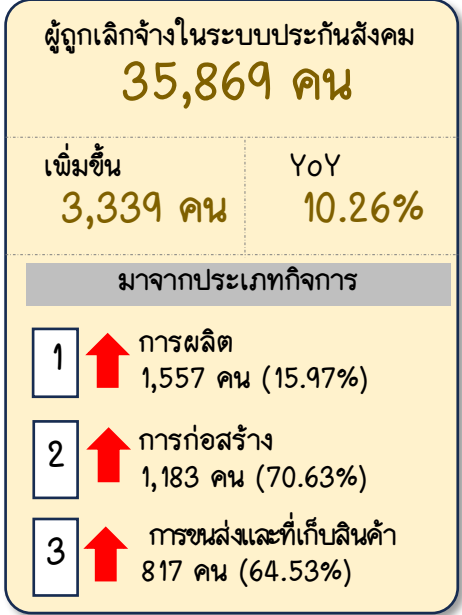 ผู้ถูกเลิกจ้างในระบบประกันสังคม
35,869 คน
เพิ่มขึ้น
3,339 คน
YoY
10.26%
มาจากประเภทกิจการ
1
การผลิต
1,557 คน (15.97%)
2
การก่อสร้าง
1,183 คน (70.63%)
3
การขนส่งและที่เก็บสินค้า
817 คน (64.53%)